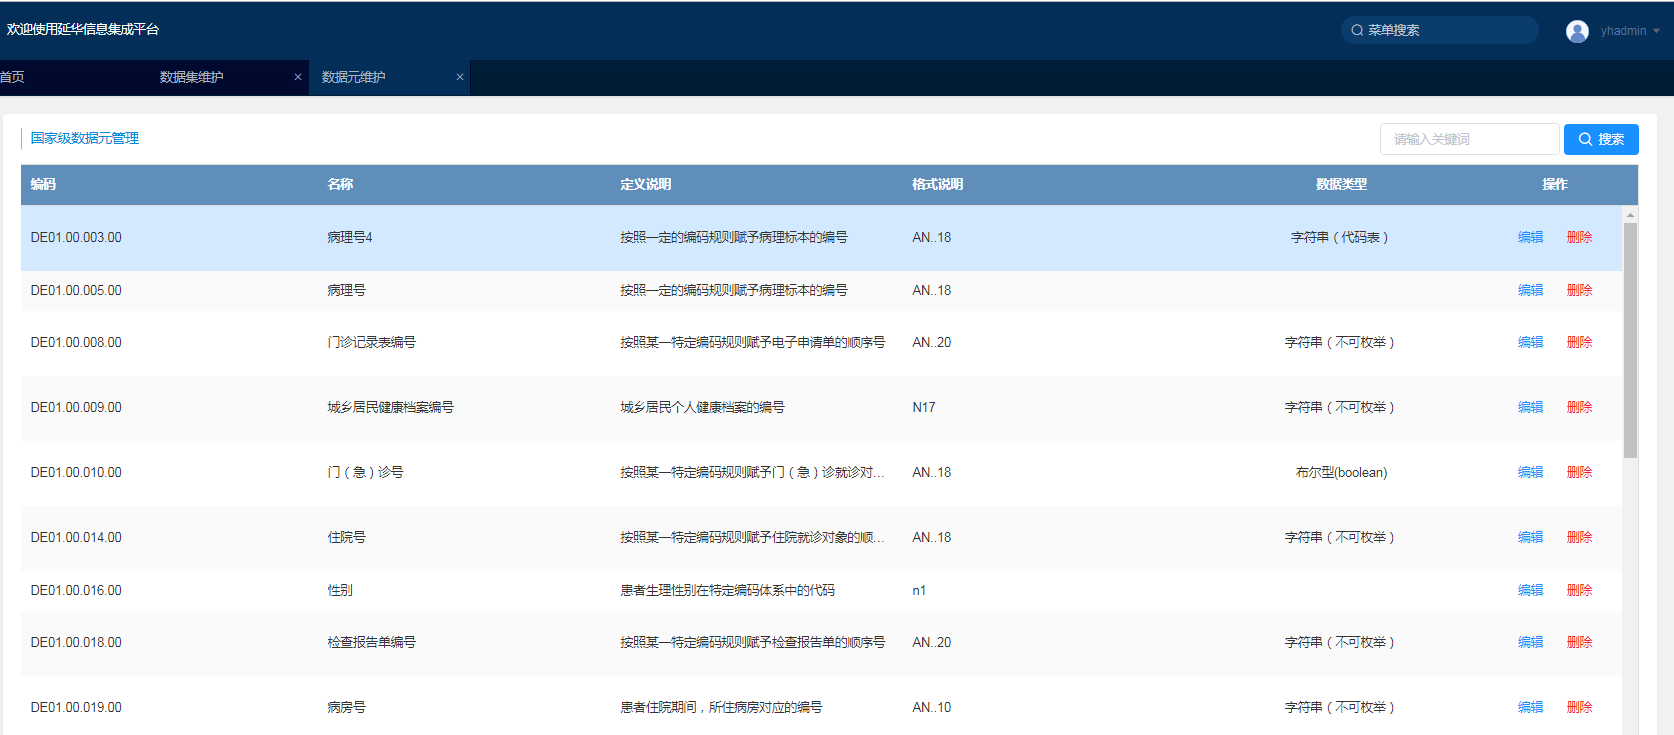 欢迎使用延华信息集成平台
菜单搜索
yhadmin
首页
数据集维护 ×
数据元维护 ×
国家级数据元管理
请输入关键词
搜索
编码 名称 定义说明 格式说明 数据类型 操作
DE01.00.003.00 病理号4 按照一定的编码规则赋予病理标本的编号 AN..18 字符串（代码表） 编辑 删除
DE01.00.005.00 病理号 按照一定的编码规则赋予病理标本的编号 AN..18 编辑 删除
DE01.00.008.00 门诊记录表编号 按照某一特定编码规则赋予电子申请单的顺序号 AN..20 字符串（不可枚举） 编辑 删除
DE01.00.009.00 城乡居民健康档案编号 城乡居民个人健康档案的编号 N17 字符串（不可枚举） 编辑 删除
DE01.00.010.00 门（急）诊号 按照某一特定编码规则赋予门（急）诊就诊对... AN..18 布尔型(boolean) 编辑 删除
DE01.00.014.00 住院号 按照某一特定编码规则赋予住院就诊对象的顺... AN..18 字符串（不可枚举） 编辑 删除
DE01.00.016.00 性别 患者生理性别在特定编码体系中的代码 n1 编辑 删除
DE01.00.018.00 检查报告单编号 按照某一特定编码规则赋予检查报告单的顺序号 AN..20 字符串（不可枚举） 编辑 删除
DE01.00.019.00 病房号 患者住院期间，所住病房对应的编号 AN..10 字符串（不可枚举） 编辑 删除